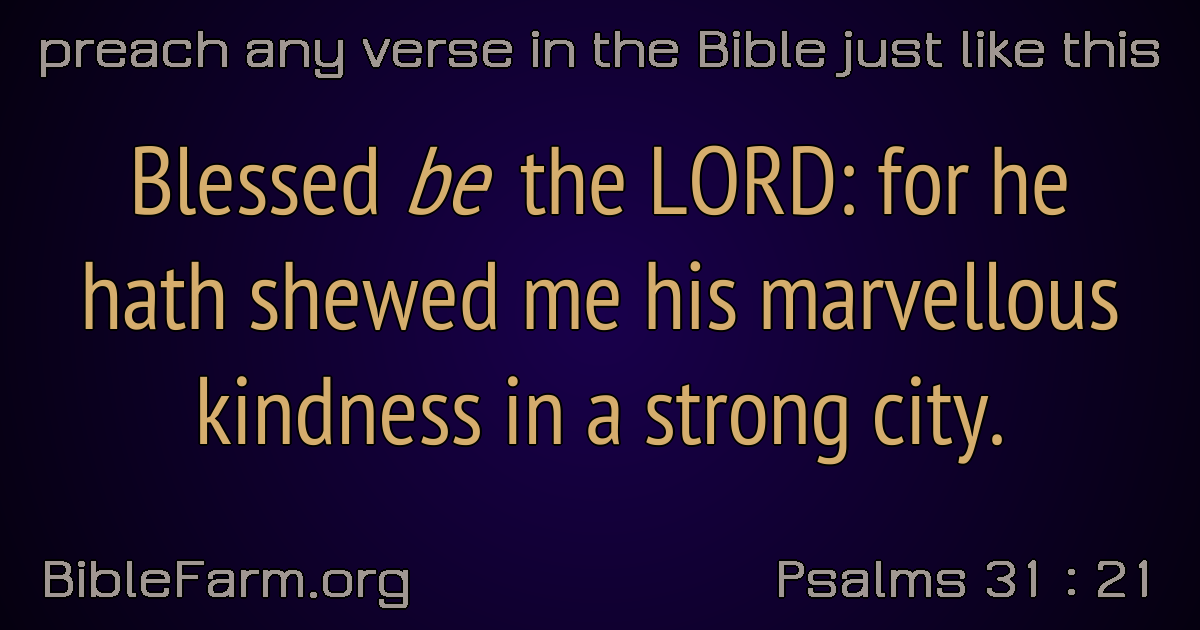 preach any verse in the Bible just like this
Blessed be the LORD: for he
hath shewed me his marvellous
kindness in a strong city.
BibleFarm.org
Psalms 31 : 21